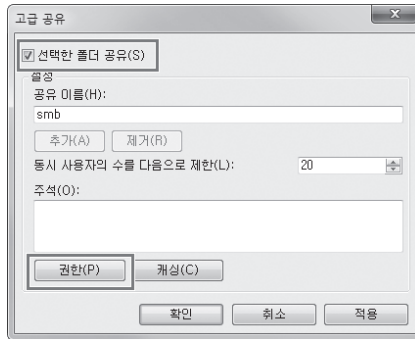 고급 공유
선택한 폴더 공유(S)
설정
공유 이름(H):
smb
추가(A) 제거(R)
동시 사용자의 수를 다음으로 제한(L): 20
주석(O):
권한(P) 캐싱(C)
확인 취소 적용